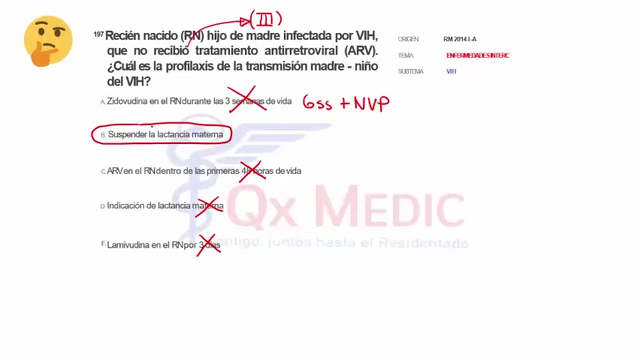 (III)
197 Recién nacido (RN) hijo de madre infectada por VIH,
que no recibió tratamiento antirretroviral (ARV).
¿Cuál es la profilaxis de la transmisión madre - niño
del VIH?
ORIGEN RM 2014 I-A
TEMA ENFERMEDADES INTERC
SUBTEMA VIH
A. Zidovudina en el RN durante las 3 semanas de vida 6ss + NVP
B. Suspender la lactancia materna
C. ARV en el RN dentro de las primeras 48 horas de vida
D. Indicación de lactancia materna
QX MEDIC
Contigo, juntos hasta el Residentado
E. Lamivudina en el RN por 3 días